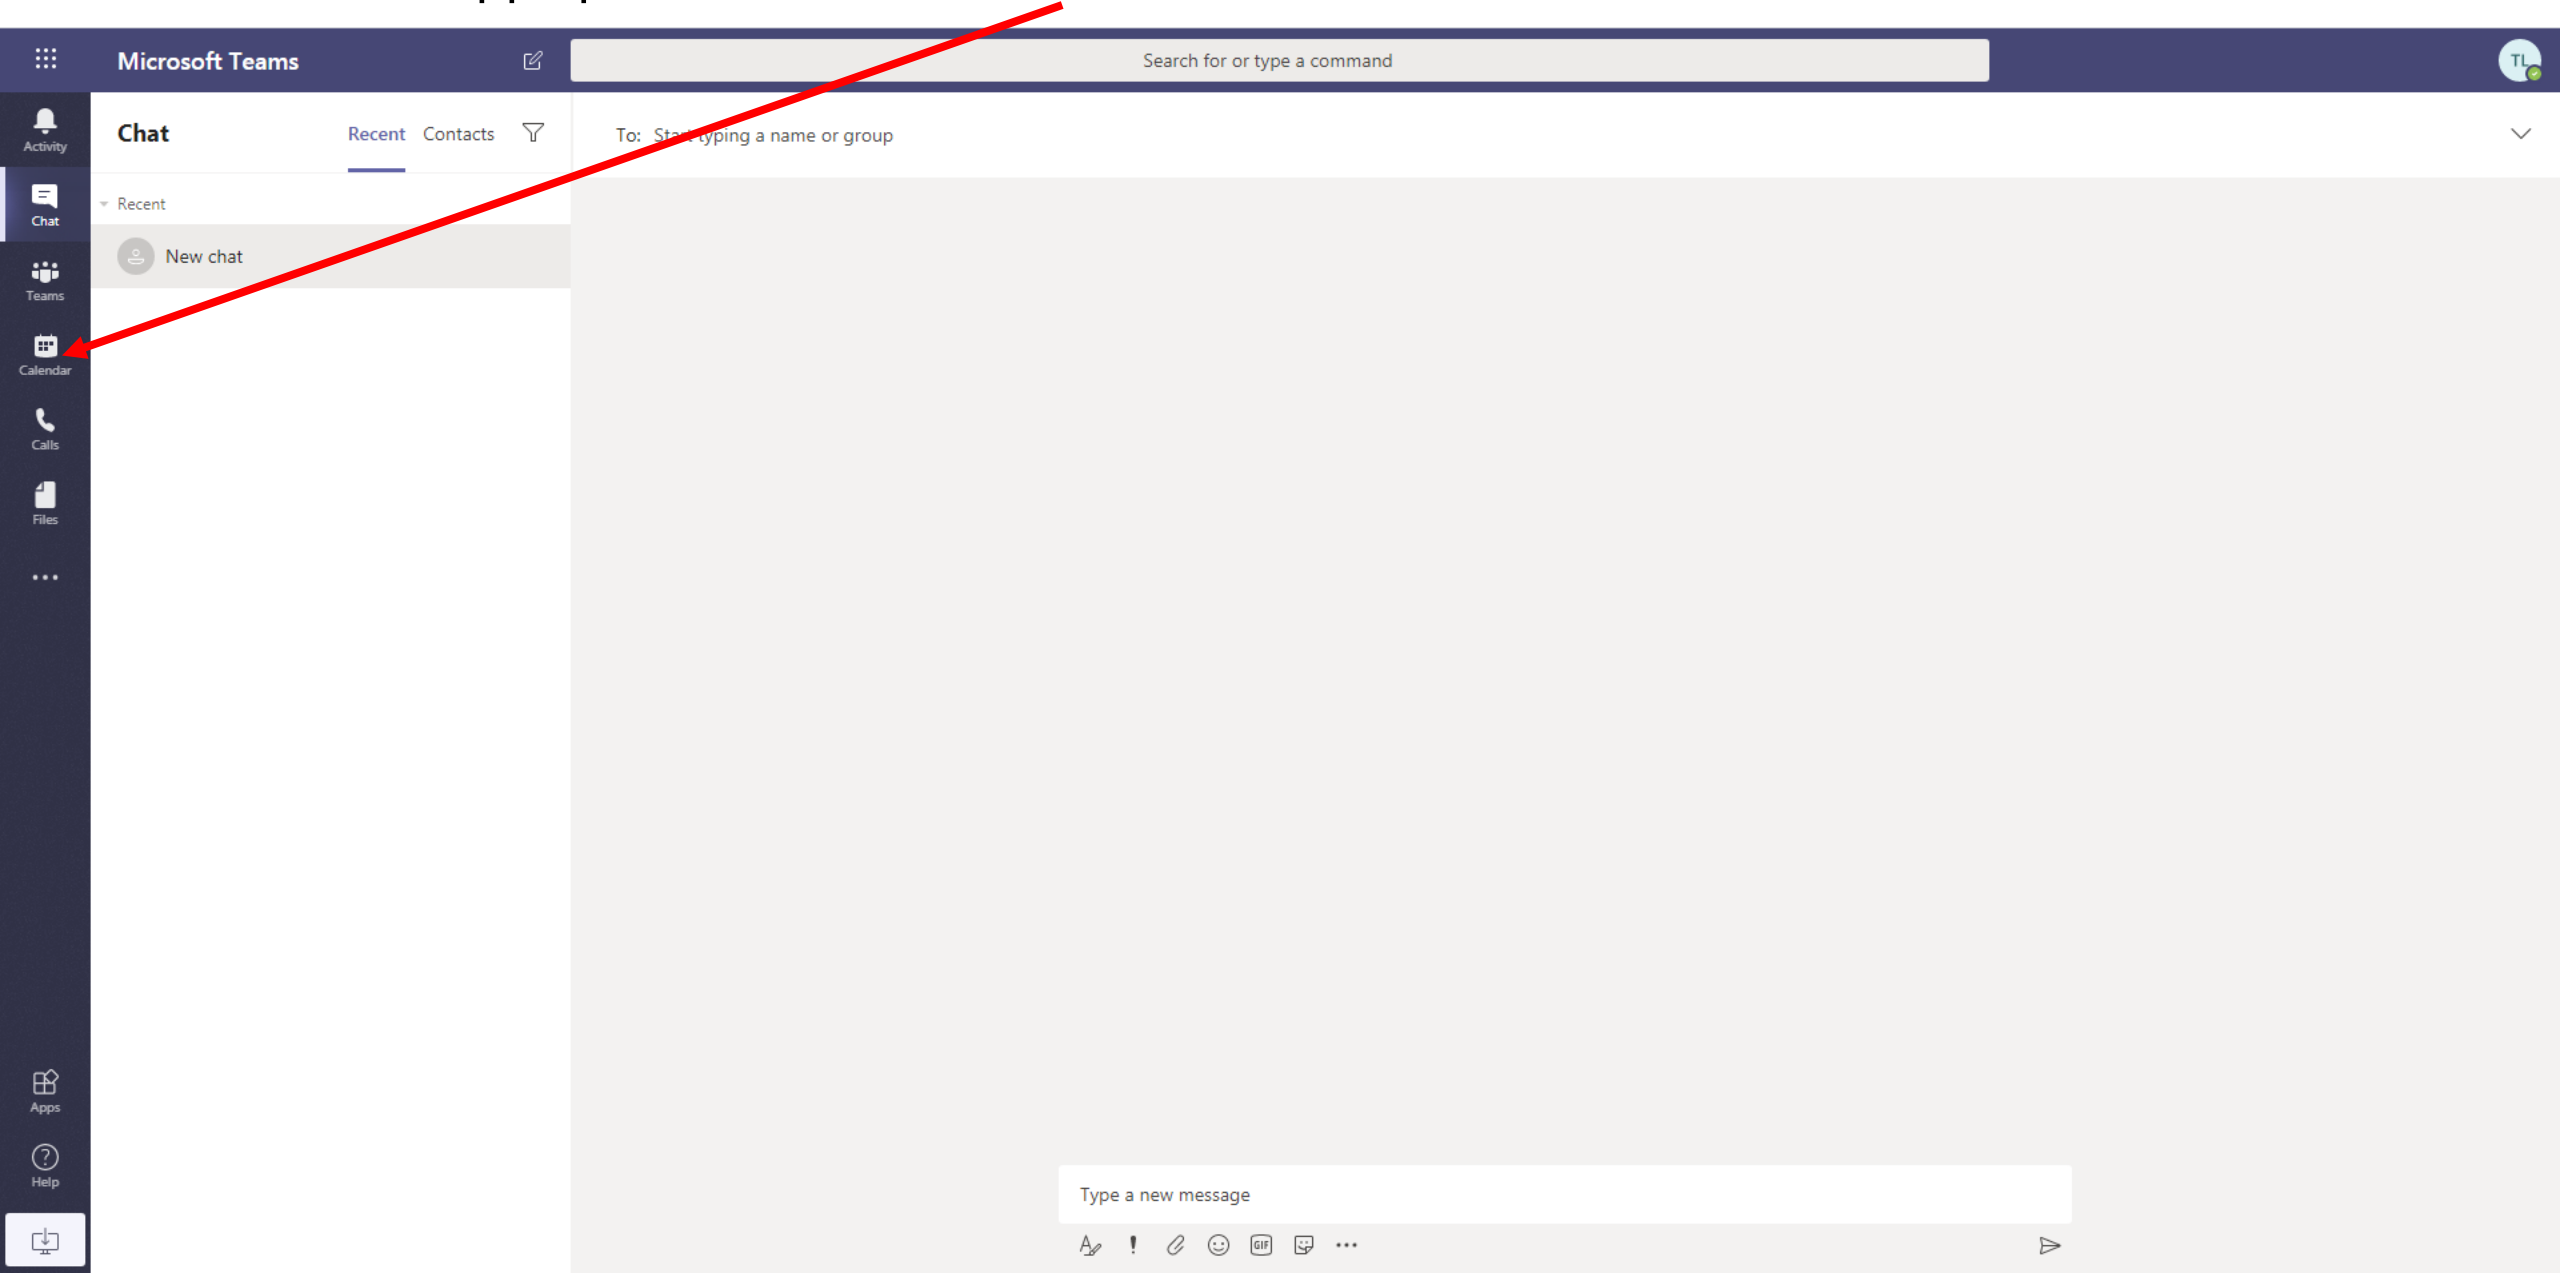 Microsoft Teams
Search for or type a command
TL
Activity
Chat
Teams
Calendar
Calls
Files
Apps
Help
Chat
Recent Contacts
Recent
New chat
To: Start typing a name or group
Type a new message
GIF